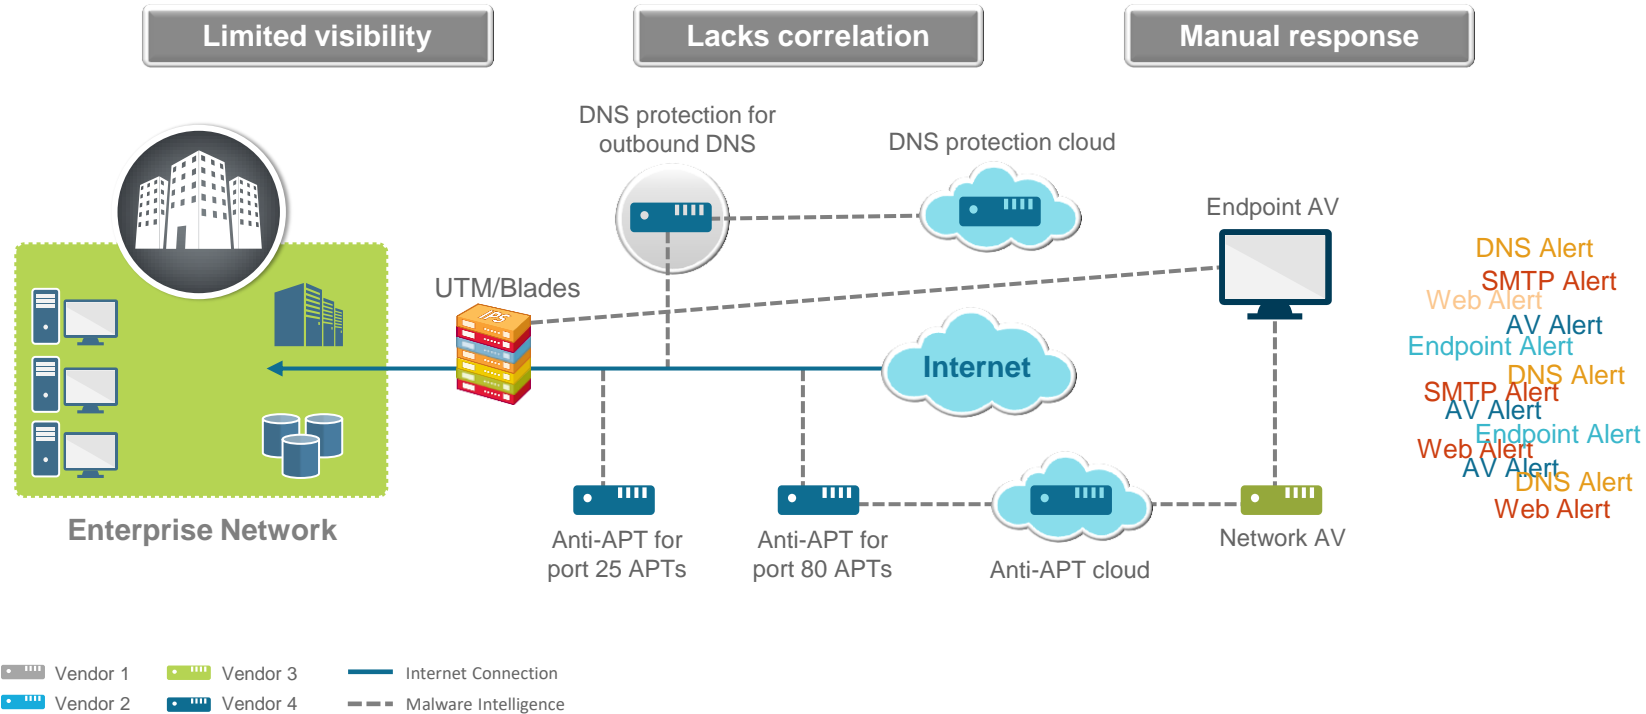 Limited visibility
Lacks correlation
Manual response
DNS protection for
outbound DNS
DNS protection cloud
Endpoint AV
UTM/Blades
IPS
Internet
Enterprise Network
Anti-APT for
port 25 APTs
Anti-APT for
port 80 APTs
Anti-APT cloud
Network AV
DNS Alert
SMTP Alert
Web Alert
AV Alert
Endpoint Alert
DNS Alert
SMTP Alert
AV Alert
Endpoint Alert
Web Alert
AV Alert
DNS Alert
Web Alert
Vendor 1
Vendor 3
Internet Connection
Vendor 2
Vendor 4
Malware Intelligence